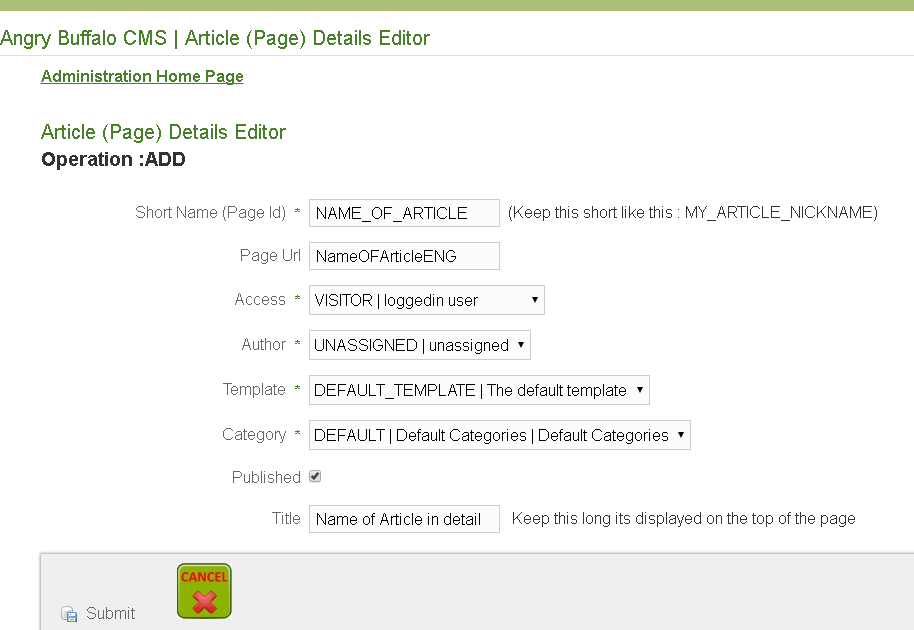 Angry Buffalo CMS | Article (Page) Details Editor
Administration Home Page
Article (Page) Details Editor
Operation :ADD
Short Name (Page Id) * NAME_OF_ARTICLE (Keep this short like this : MY_ARTICLE_NICKNAME)
Page Url NameOFArticleENG
Access * VISITOR | loggedin user
Author * UNASSIGNED | unassigned
Template * DEFAULT_TEMPLATE | The default template
Category * DEFAULT | Default Categories | Default Categories
Published
Title Name of Article in detail Keep this long its displayed on the top of the page
CANCEL
Submit